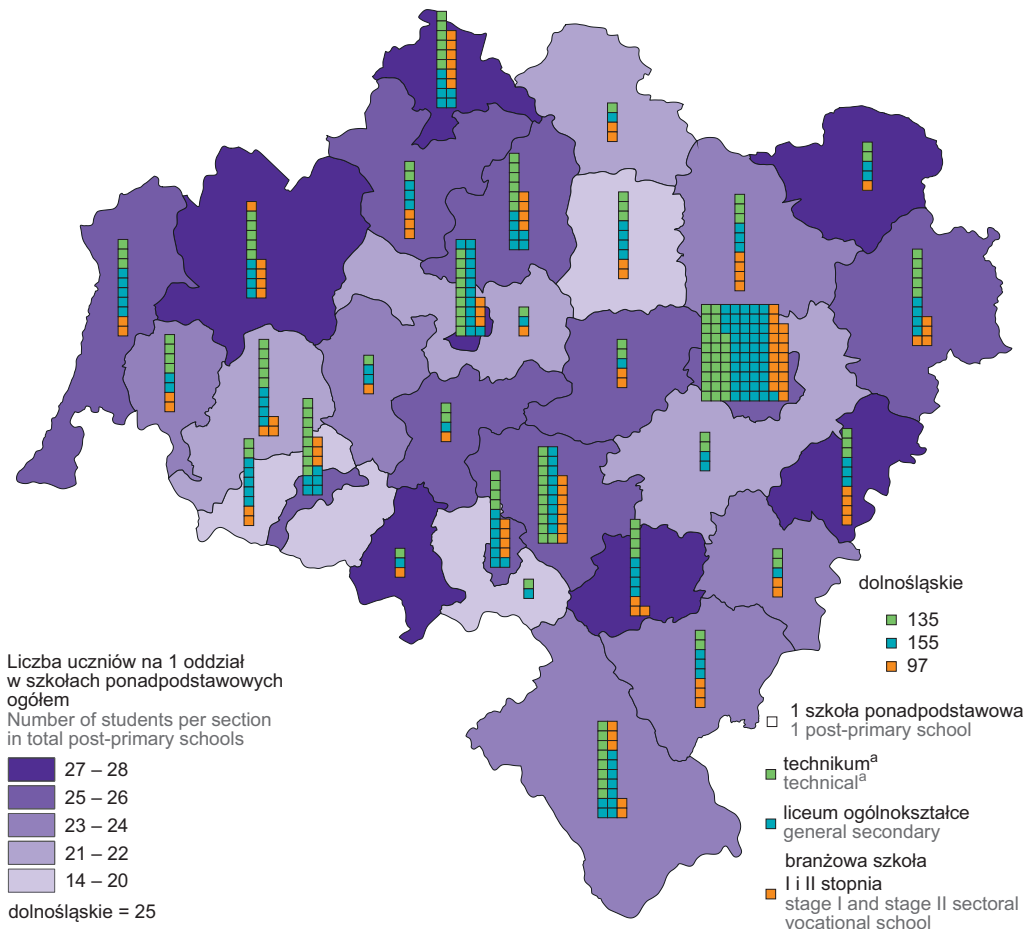 dolnośląskie
135
155
97
Liczba uczniów na 1 oddział
w szkołach ponadpodstawowych
ogółem
Number of students per section
in total post-primary schools
27 – 28
25 – 26
23 – 24
21 – 22
14 – 20
dolnośląskie = 25
1 szkoła ponadpodstawowa
1 post-primary school
technikumᵃ
technicalᵃ
liceum ogólnokształce
general secondary
branżowa szkoła
I i II stopnia
stage I and stage II sectoral
vocational school